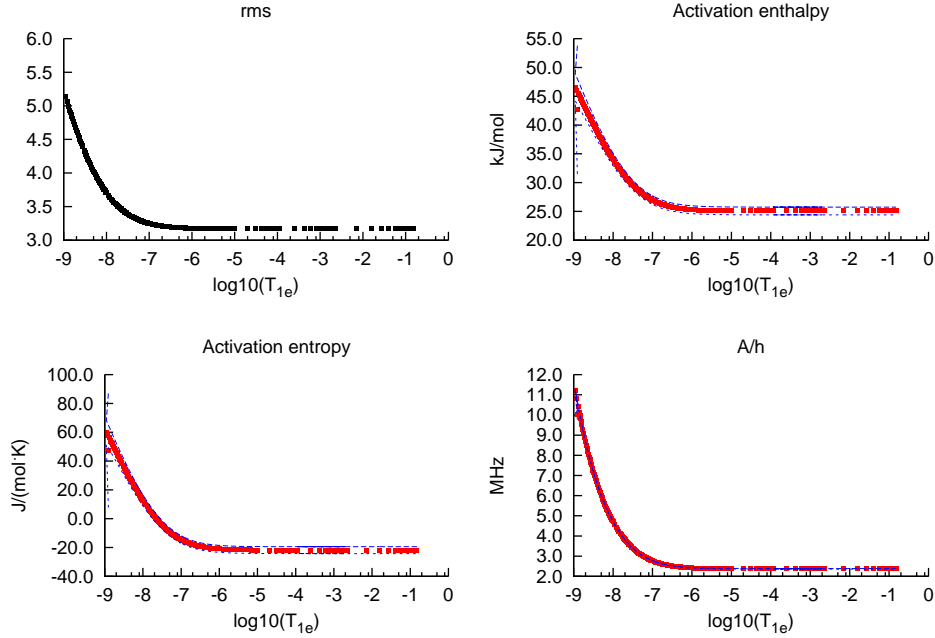 rms
6.0
5.5
5.0
4.5
4.0
3.5
3.0
-9 -8 -7 -6 -5 -4 -3 -2 -1 0
log10(T1e)
Activation enthalpy
kJ/mol
55.0
50.0
45.0
40.0
35.0
30.0
25.0
20.0
-9 -8 -7 -6 -5 -4 -3 -2 -1 0
log10(T1e)
Activation entropy
J/(mol·K)
100.0
80.0
60.0
40.0
20.0
0.0
-20.0
-40.0
-9 -8 -7 -6 -5 -4 -3 -2 -1 0
log10(T1e)
A/h
MHz
12.0
11.0
10.0
9.0
8.0
7.0
6.0
5.0
4.0
3.0
2.0
-9 -8 -7 -6 -5 -4 -3 -2 -1 0
log10(T1e)